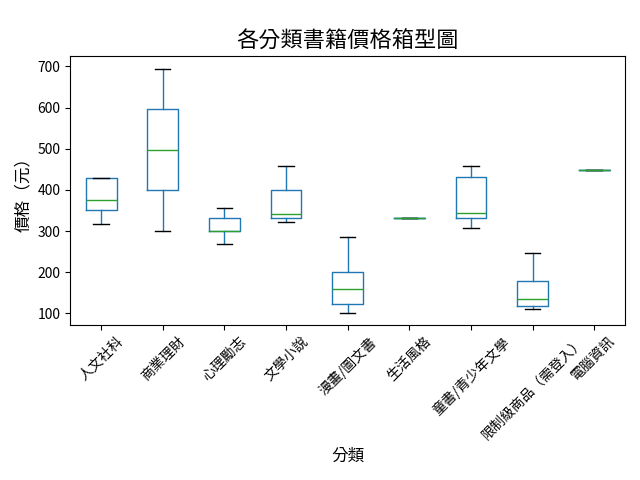 各分類書籍價格箱型圖
價格（元）
700
600
500
400
300
200
100
人文社科
商業理財
心理勵志
文學小說
漫畫/圖文書
生活風格
童書/青少年文學
限制級商品（需登入）
電腦資訊
分類